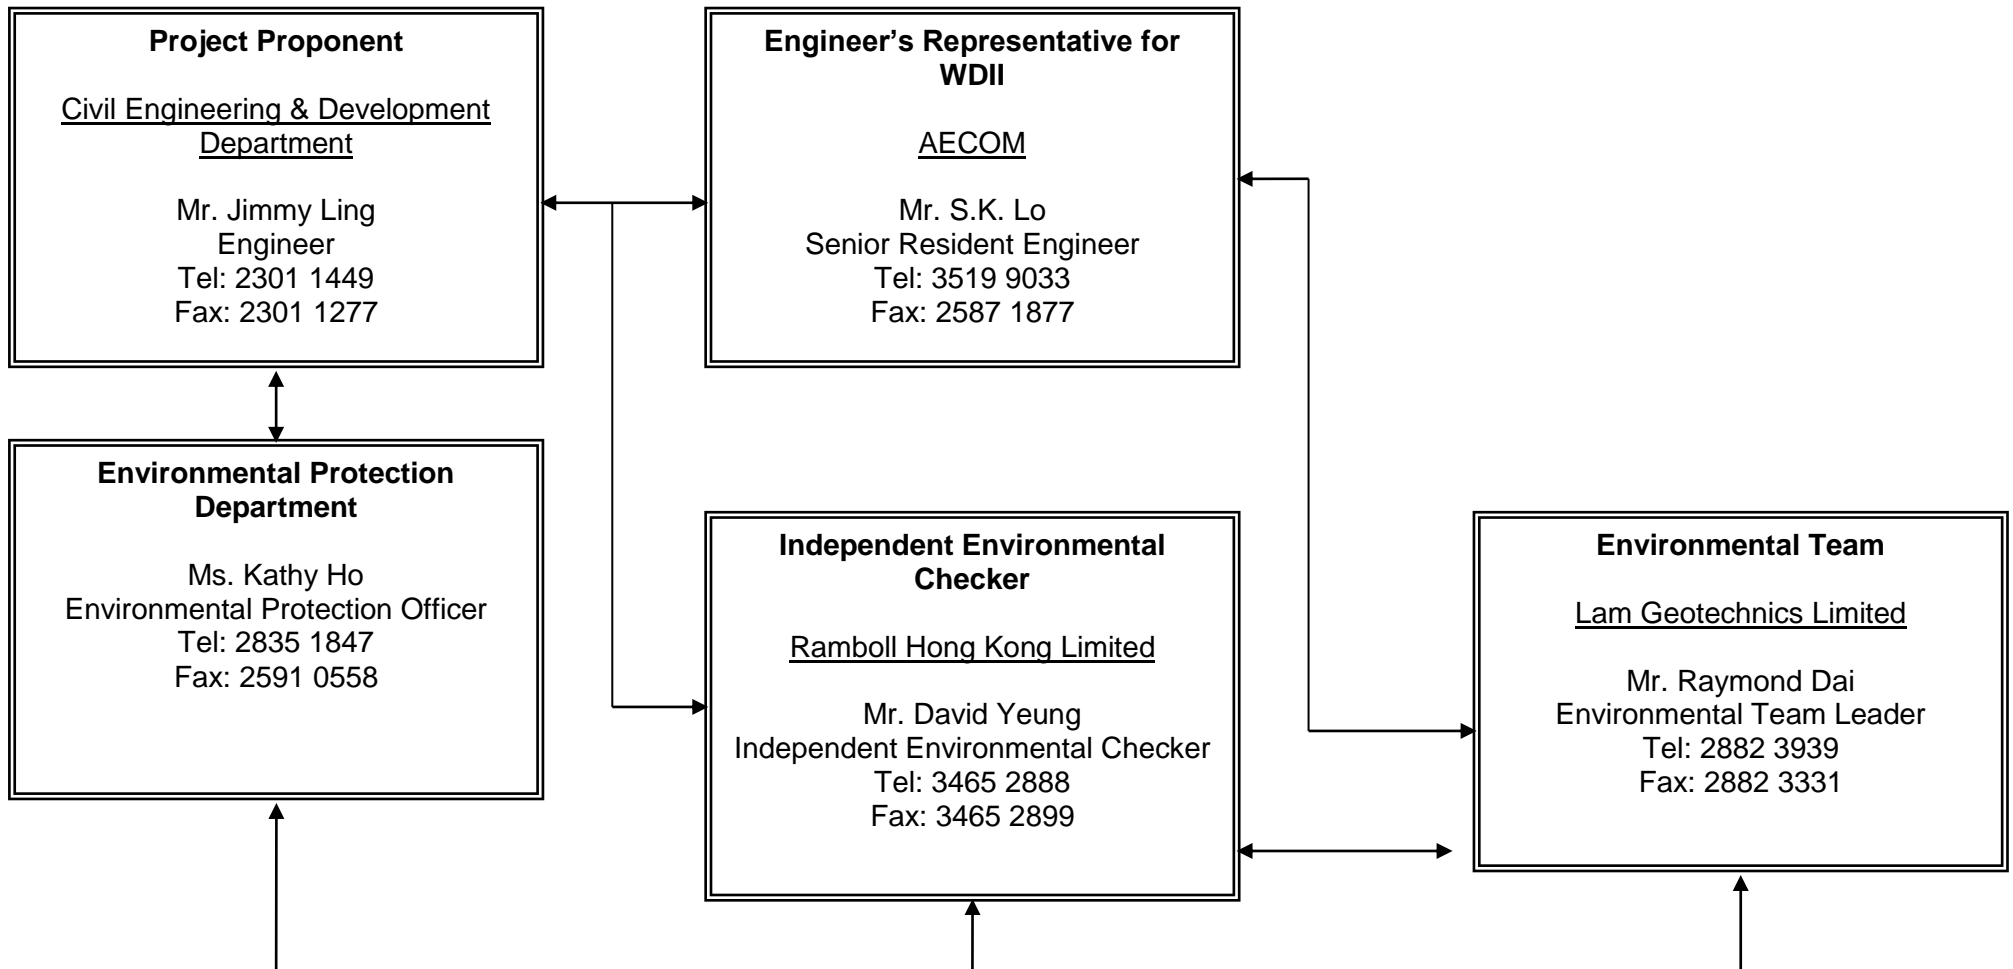 Project Proponent
Civil Engineering & Development
Department
Mr. Jimmy Ling
Engineer
Tel: 2301 1449
Fax: 2301 1277
Engineer’s Representative for
WDII
AECOM
Mr. S.K. Lo
Senior Resident Engineer
Tel: 3519 9033
Fax: 2587 1877
Environmental Protection
Department
Ms. Kathy Ho
Environmental Protection Officer
Tel: 2835 1847
Fax: 2591 0558
Independent Environmental
Checker
Ramboll Hong Kong Limited
Mr. David Yeung
Independent Environmental Checker
Tel: 3465 2888
Fax: 3465 2899
Environmental Team
Lam Geotechnics Limited
Mr. Raymond Dai
Environmental Team Leader
Tel: 2882 3939
Fax: 2882 3331